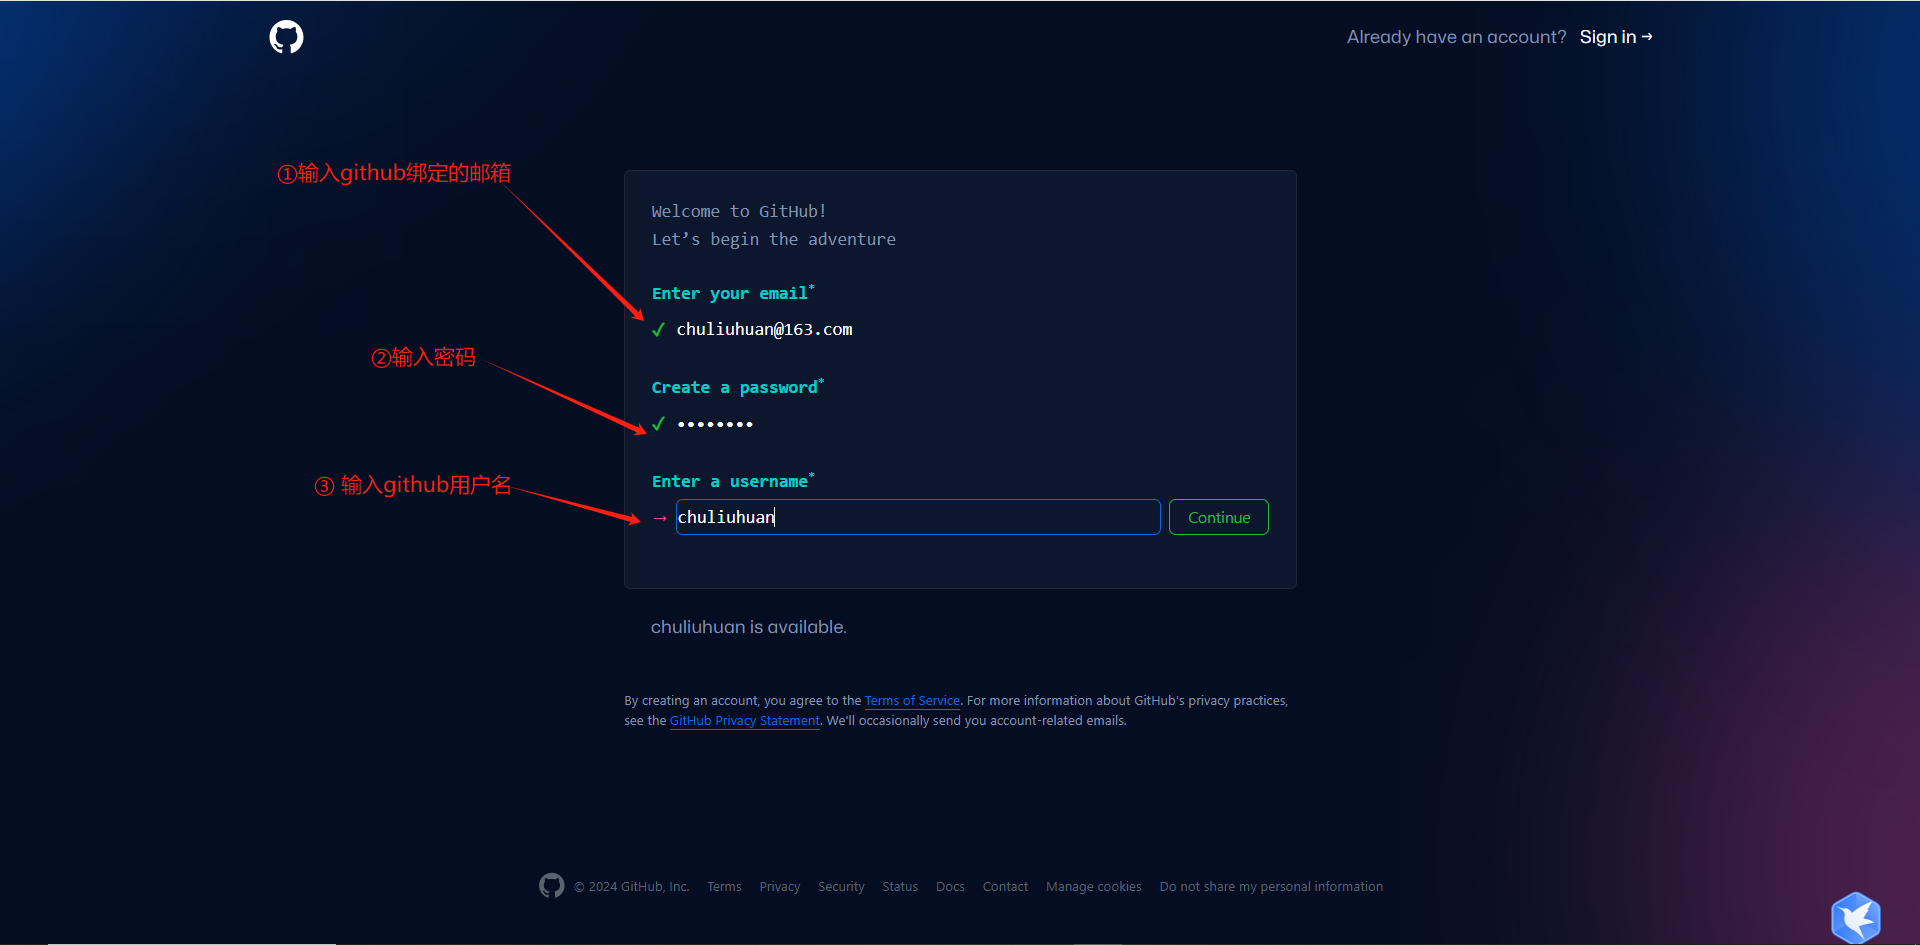 Already have an account? Sign in →
①输入github绑定的邮箱
Welcome to GitHub!
Let’s begin the adventure
Enter your email*
✓ chuliuhuan@163.com
②输入密码
Create a password*
✓ ••••••••
③ 输入github用户名
Enter a username*
→ chuliuhuan Continue
chuliuhuan is available.
By creating an account, you agree to the Terms of Service. For more information about GitHub's privacy practices,
see the GitHub Privacy Statement. We'll occasionally send you account-related emails.
© 2024 GitHub, Inc. Terms Privacy Security Status Docs Contact Manage cookies Do not share my personal information